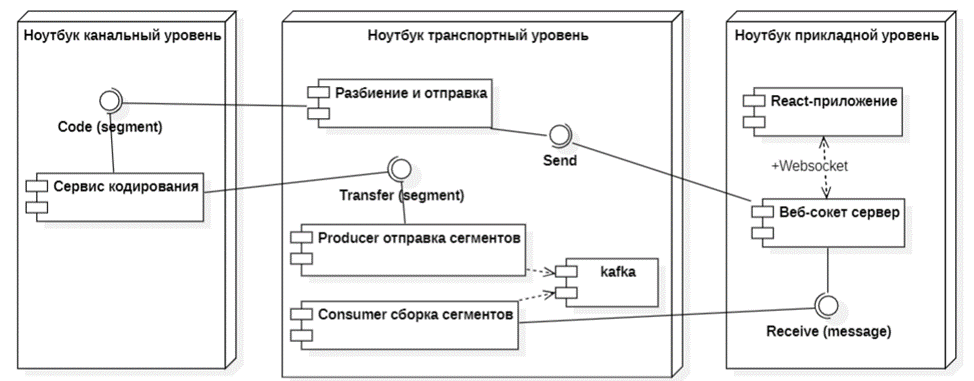 Ноутбук канальный уровень
Code (segment)
Сервис кодирования
Ноутбук транспортный уровень
Разбиение и отправка
Send
Transfer (segment)
Producer отправка сегментов
kafka
Consumer сборка сегментов
Ноутбук прикладной уровень
React-приложение
+Websocket
Веб-сокет сервер
Receive (message)